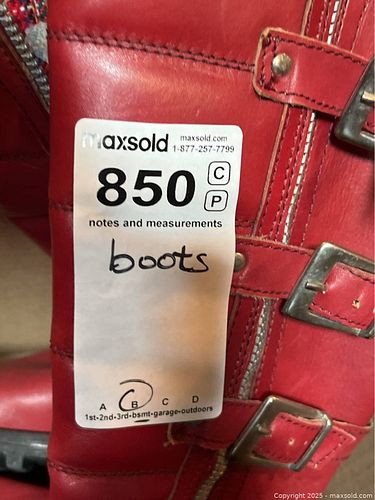 maxsold
maxsold.com
1-877-257-7799
850
C
P
notes and measurements
boots
A B C D
1st-2nd-3rd-bsmt-garage-outdoors
Copyright 2025 - maxsold.com